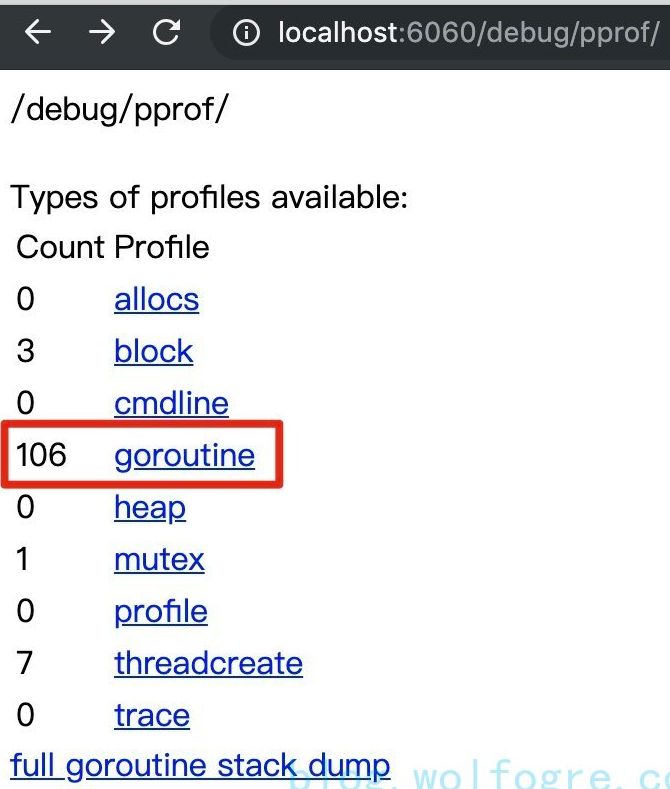 localhost:6060/debug/pprof/
/debug/pprof/
Types of profiles available:
Count Profile
0 allocs
3 block
0 cmdline
106 goroutine
0 heap
1 mutex
0 profile
7 threadcreate
0 trace
full goroutine stack dump
blog.wolfogre.co